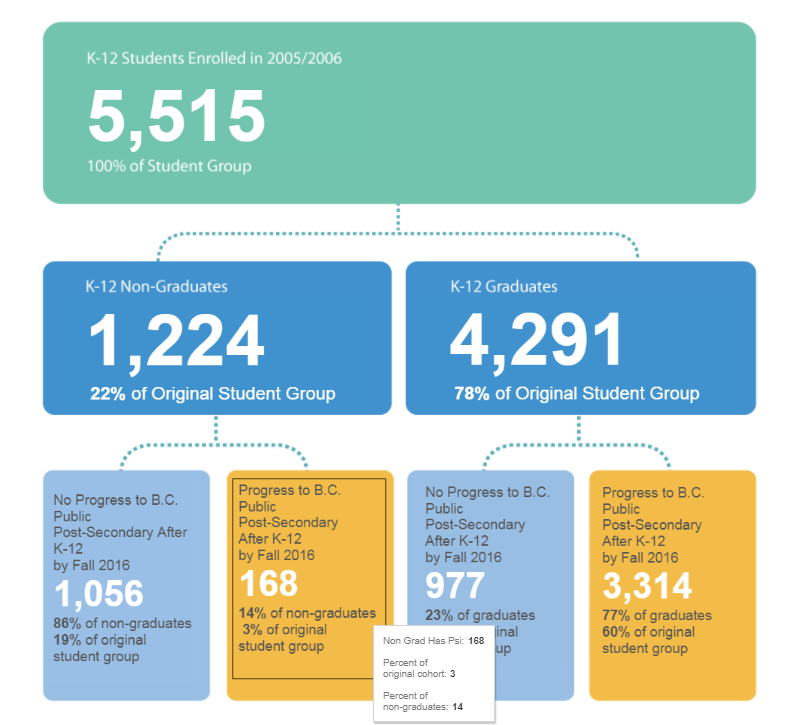 K-12 Students Enrolled in 2005/2006
5,515
100% of Student Group
K-12 Non-Graduates
1,224
22% of Original Student Group
K-12 Graduates
4,291
78% of Original Student Group
No Progress to B.C.
Public
Post-Secondary After
K-12
by Fall 2016
1,056
86% of non-graduates
19% of original
student group
Progress to B.C.
Public
Post-Secondary
After K-12
by Fall 2016
168
14% of non-graduates
3% of original
student group
No Progress to B.C.
Public
Post-Secondary
After K-12
by Fall 2016
977
23% of graduates
Non Grad Has Psi: 168
Percent of
original cohort: 3
Percent of
non-graduates: 14
Progress to B.C.
Public
Post-Secondary
After K-12
by Fall 2016
3,314
77% of graduates
60% of original
student group